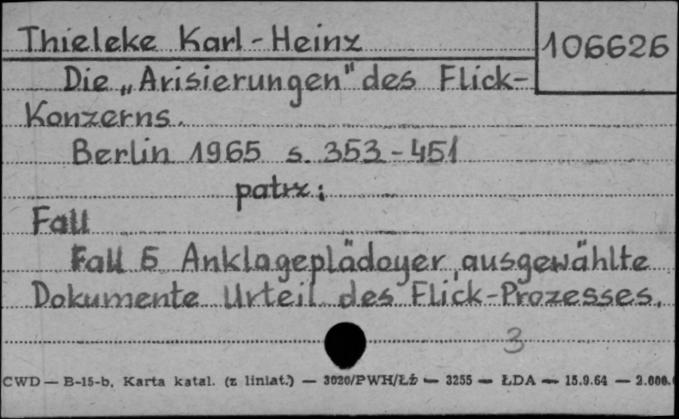 Thieleke Karl-Heinz
106626
Die „Arisierungen" des Flick-
Konzerns.
Berlin 1965 s. 353-451
patrz:
Fall
Fall 5 Anklageplädoyer, ausgewählte
Dokumente Urteil des Flick-Prozesses.
3
CWD — B-15-b, Karta katal. (z liniat.) — 3020/PWH/Łż — 3255 — ŁDA — 15.9.64 — 2.000.